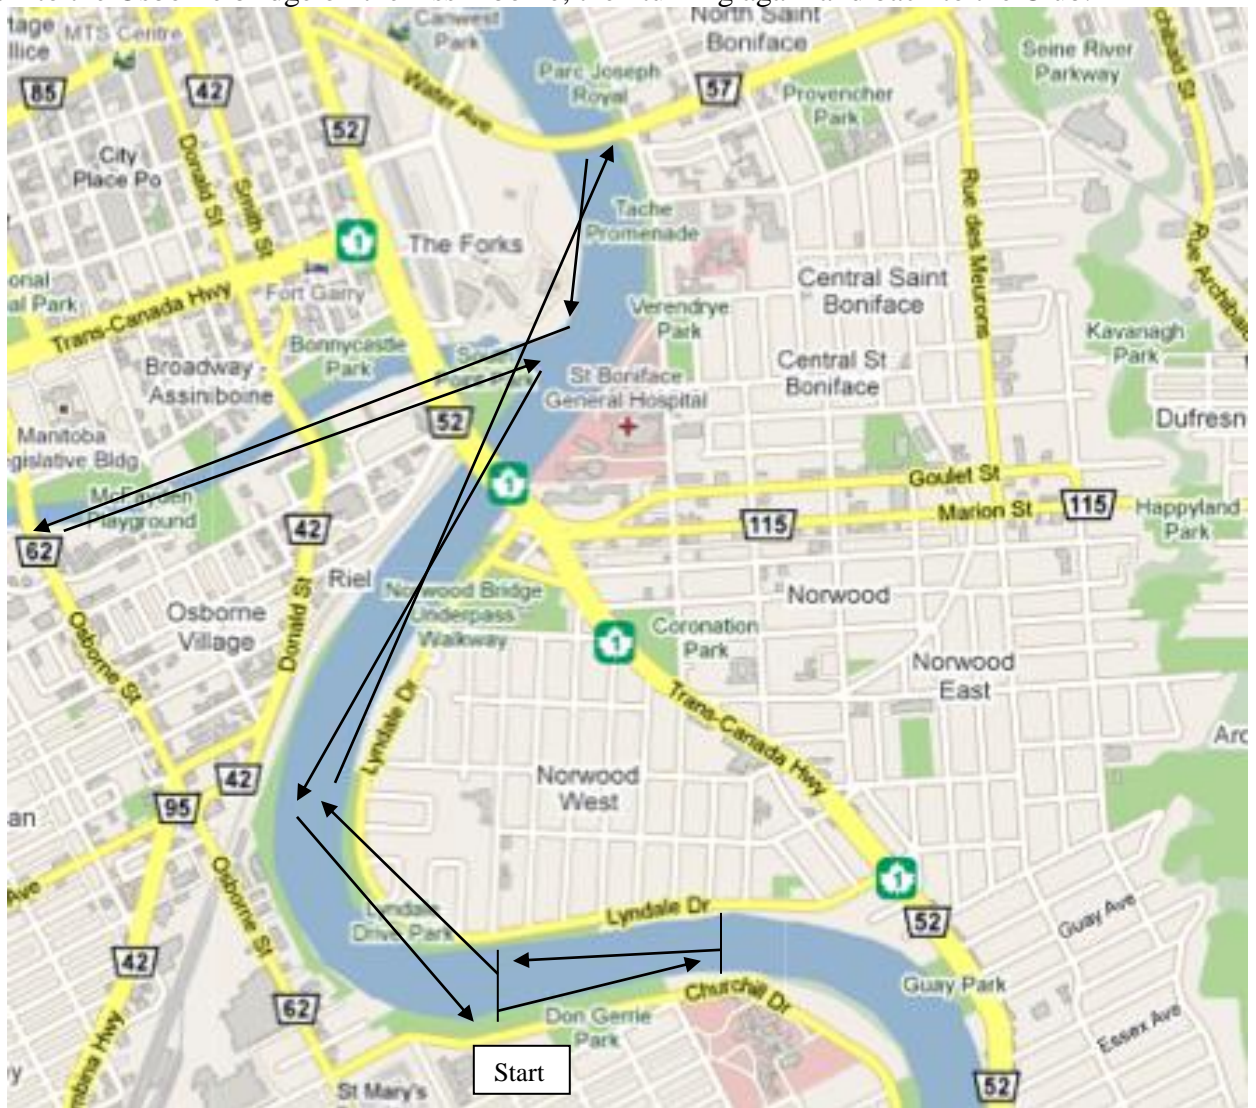 MTS Centre
Canwest
Park
North Saint
Boniface
Seine River
Parkway
85
42
52
Water Ave
Parc Joseph
Royal
57
Provencher
Park
City
Place Po
Donald St
Smith St
Rue des Meurons
Tache
Promenade
The Forks
1
Fort Garry
Trans-Canada Hwy
Central Saint
Boniface
Verendrye
Park
Kavanagh
Park
Bonnycastle
Park
Broadway -
Assiniboine
St Boniface
General Hospital
Central St
Boniface
Dufresn
52
Manitoba
1
Goulet St
Marion St
115
115
Happyland
Park
McFayden
Playground
62
42
Riel
Norwood Bridge
Underpass
Walkway
Norwood
Osborne
Village
Osborne St
Donald St
1
Coronation
Park
Norwood
East
Lyndale Dr
Trans-Canada Hwy
42
95
Norwood
West
Osborne St
1
Lyndale
Drive Park
Lyndale Dr
52
Guay Ave
42
62
Churchill Dr
Guay Park
Don Gerrie
Park
Essex Ave
Start
St Mary's
52